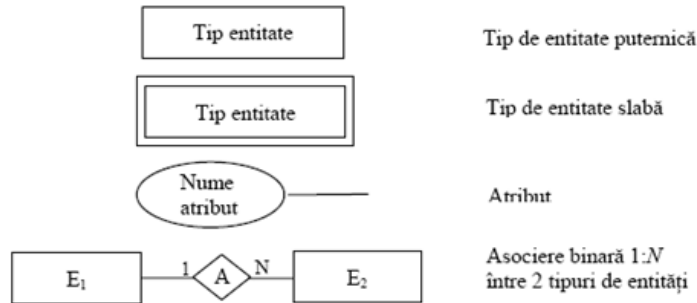 Tip entitate
Tip de entitate puternică
Tip entitate
Tip de entitate slabă
Nume
atribut
Atribut
E₁
1
A
N
E₂
Asociere binară 1:N
între 2 tipuri de entități